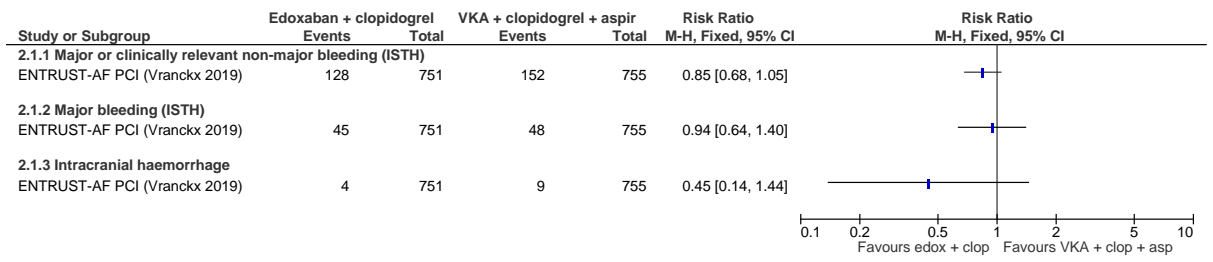 Edoxaban + clopidogrel VKA + clopidogrel + aspir Risk Ratio Risk Ratio
Study or Subgroup Events Total Events Total M-H, Fixed, 95% CI M-H, Fixed, 95% CI
2.1.1 Major or clinically relevant non-major bleeding (ISTH)
ENTRUST-AF PCI (Vranckx 2019) 128 751 152 755 0.85 [0.68, 1.05]
2.1.2 Major bleeding (ISTH)
ENTRUST-AF PCI (Vranckx 2019) 45 751 48 755 0.94 [0.64, 1.40]
2.1.3 Intracranial haemorrhage
ENTRUST-AF PCI (Vranckx 2019) 4 751 9 755 0.45 [0.14, 1.44]
0.1 0.2 0.5 1 2 5 10
Favours edox + clop Favours VKA + clop + asp